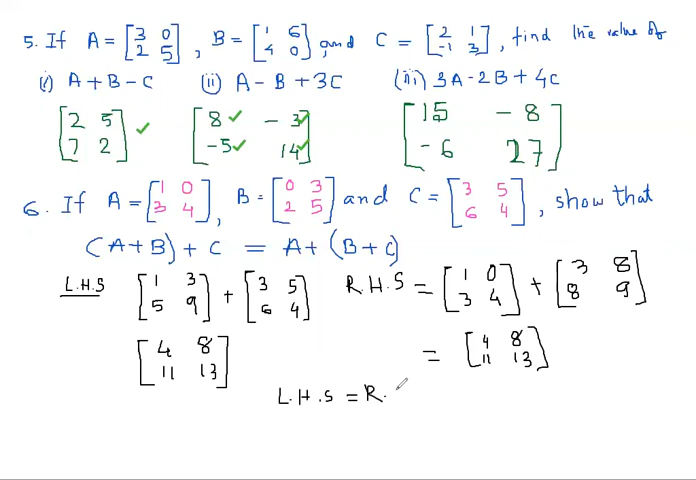 5. If A = [3 0 , B = [1 6 , and C = [2 1 , find the value of
2 5] 4 0] -1 3]
(i) A+B-C (ii) A-B+3C (iii) 3A-2B+4C
[2 5 ✓ [8✓ -3✓ [15 -8
7 2] -5✓ 14✓] -6 27]
6. If A = [1 0 , B = [0 3 and C = [3 5 , show that
3 4] 2 5] 6 4]
(A+B)+C = A+(B+C)
L.H.S [1 3 + [3 5 R.H.S = [1 0 + [3 8
5 9] 6 4] 3 4] 8 9]
[4 8 = [4 8
11 13] 11 13]
L.H.S = R.